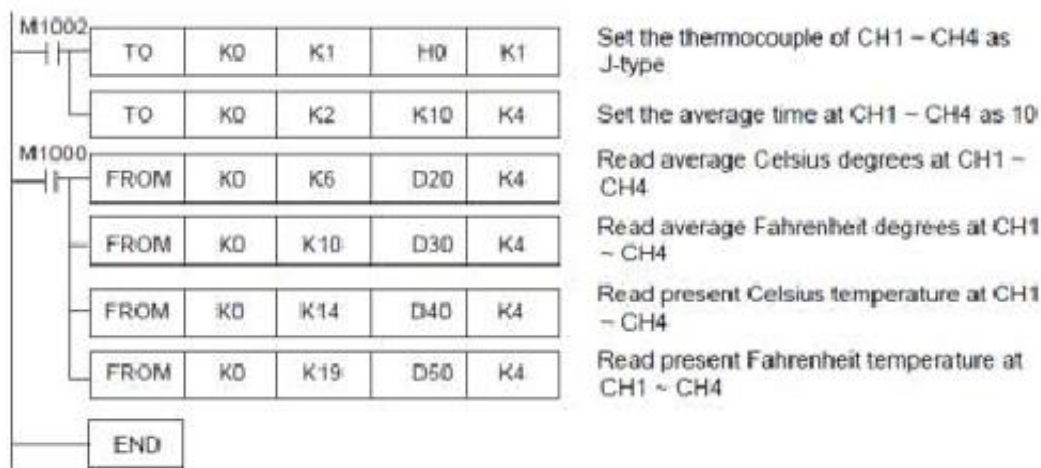 M1002
TO K0 K1 H0 K1
Set the thermocouple of CH1 ~ CH4 as
J-type
TO K0 K2 K10 K4
Set the average time at CH1 ~ CH4 as 10
M1000
FROM K0 K6 D20 K4
Read average Celsius degrees at CH1 ~
CH4
FROM K0 K10 D30 K4
Read average Fahrenheit degrees at CH1
~ CH4
FROM K0 K14 D40 K4
Read present Celsius temperature at CH1
~ CH4
FROM K0 K19 D50 K4
Read present Fahrenheit temperature at
CH1 ~ CH4
END